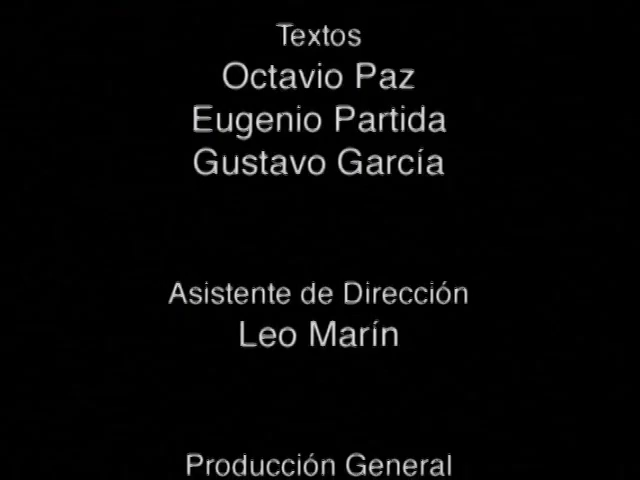 Textos
Octavio Paz
Eugenio Partida
Gustavo García
Asistente de Dirección
Leo Marín
Producción General